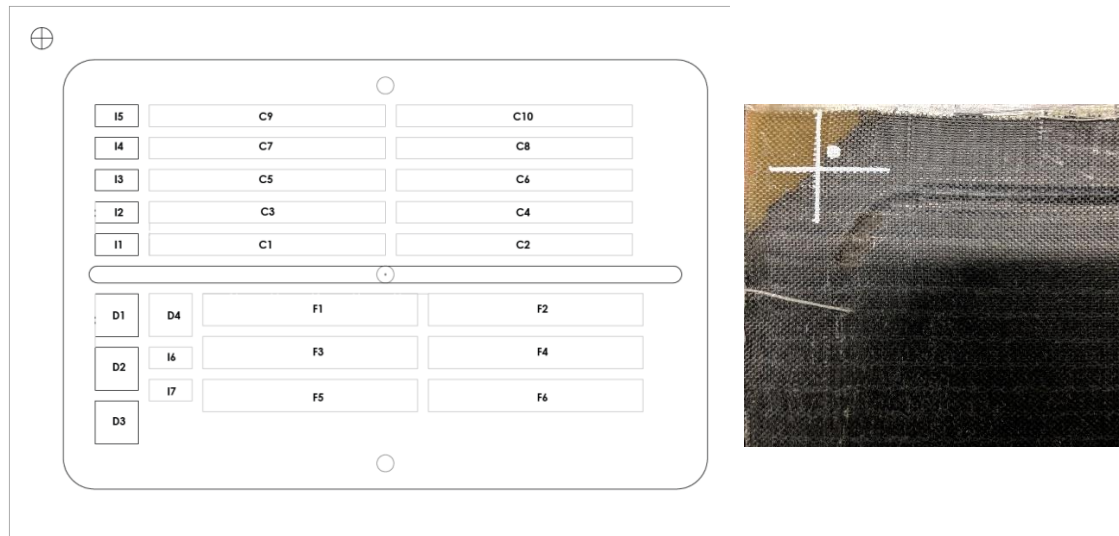 I5 C9 C10
I4 C7 C8
I3 C5 C6
I2 C3 C4
I1 C1 C2
D1 D4 F1 F2
D2 I6 F3 F4
I7
D3 F5 F6